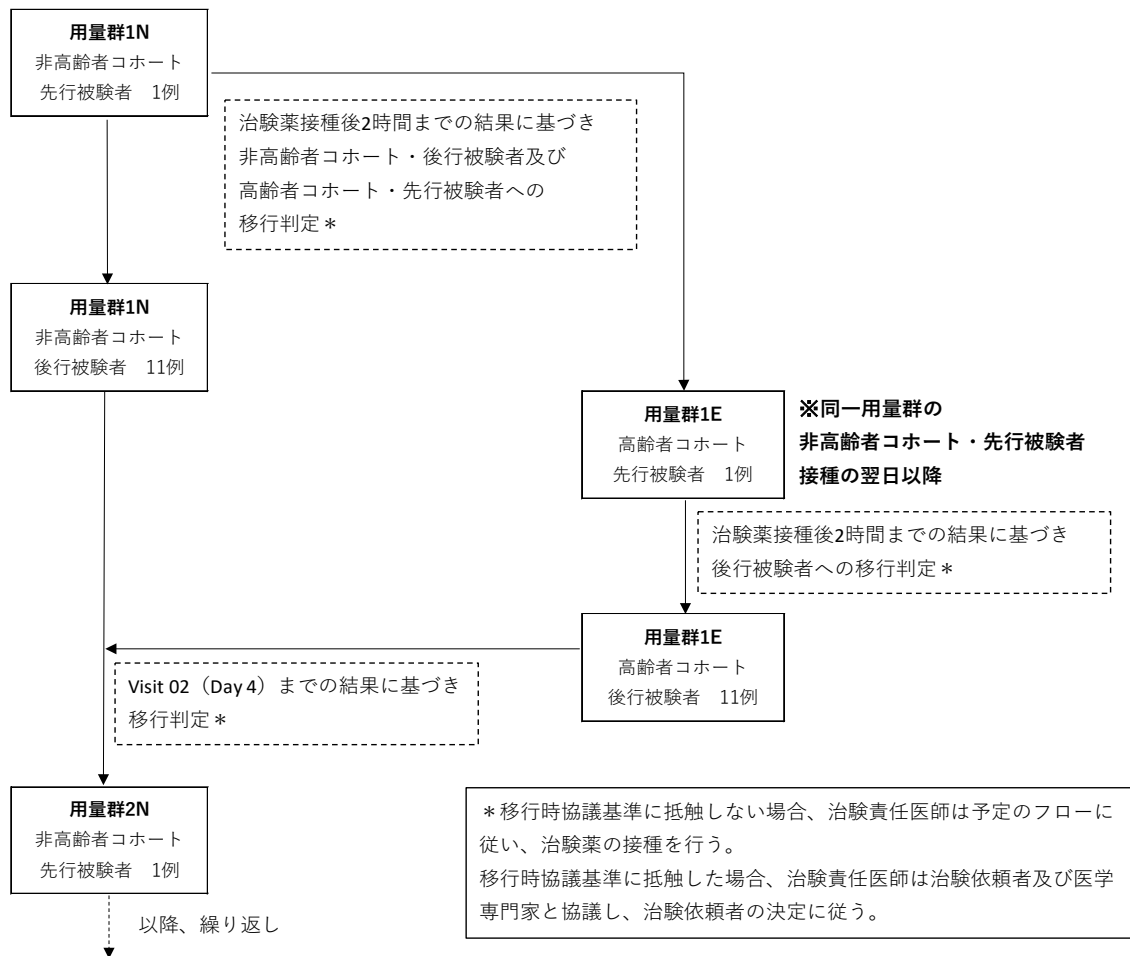 用量群1N
非高齢者コホート
先行被験者　1例
治験薬接種後2時間までの結果に基づき
非高齢者コホート・後行被験者及び
高齢者コホート・先行被験者への
移行判定＊
用量群1N
非高齢者コホート
後行被験者　11例
用量群1E
高齢者コホート
先行被験者　1例
※同一用量群の
非高齢者コホート・先行被験者
接種の翌日以降
治験薬接種後2時間までの結果に基づき
後行被験者への移行判定＊
用量群1E
高齢者コホート
後行被験者　11例
Visit 02（Day 4）までの結果に基づき
移行判定＊
用量群2N
非高齢者コホート
先行被験者　1例
以降、繰り返し
＊移行時協議基準に抵触しない場合、治験責任医師は予定のフローに
従い、治験薬の接種を行う。
移行時協議基準に抵触した場合、治験責任医師は治験依頼者及び医学
専門家と協議し、治験依頼者の決定に従う。